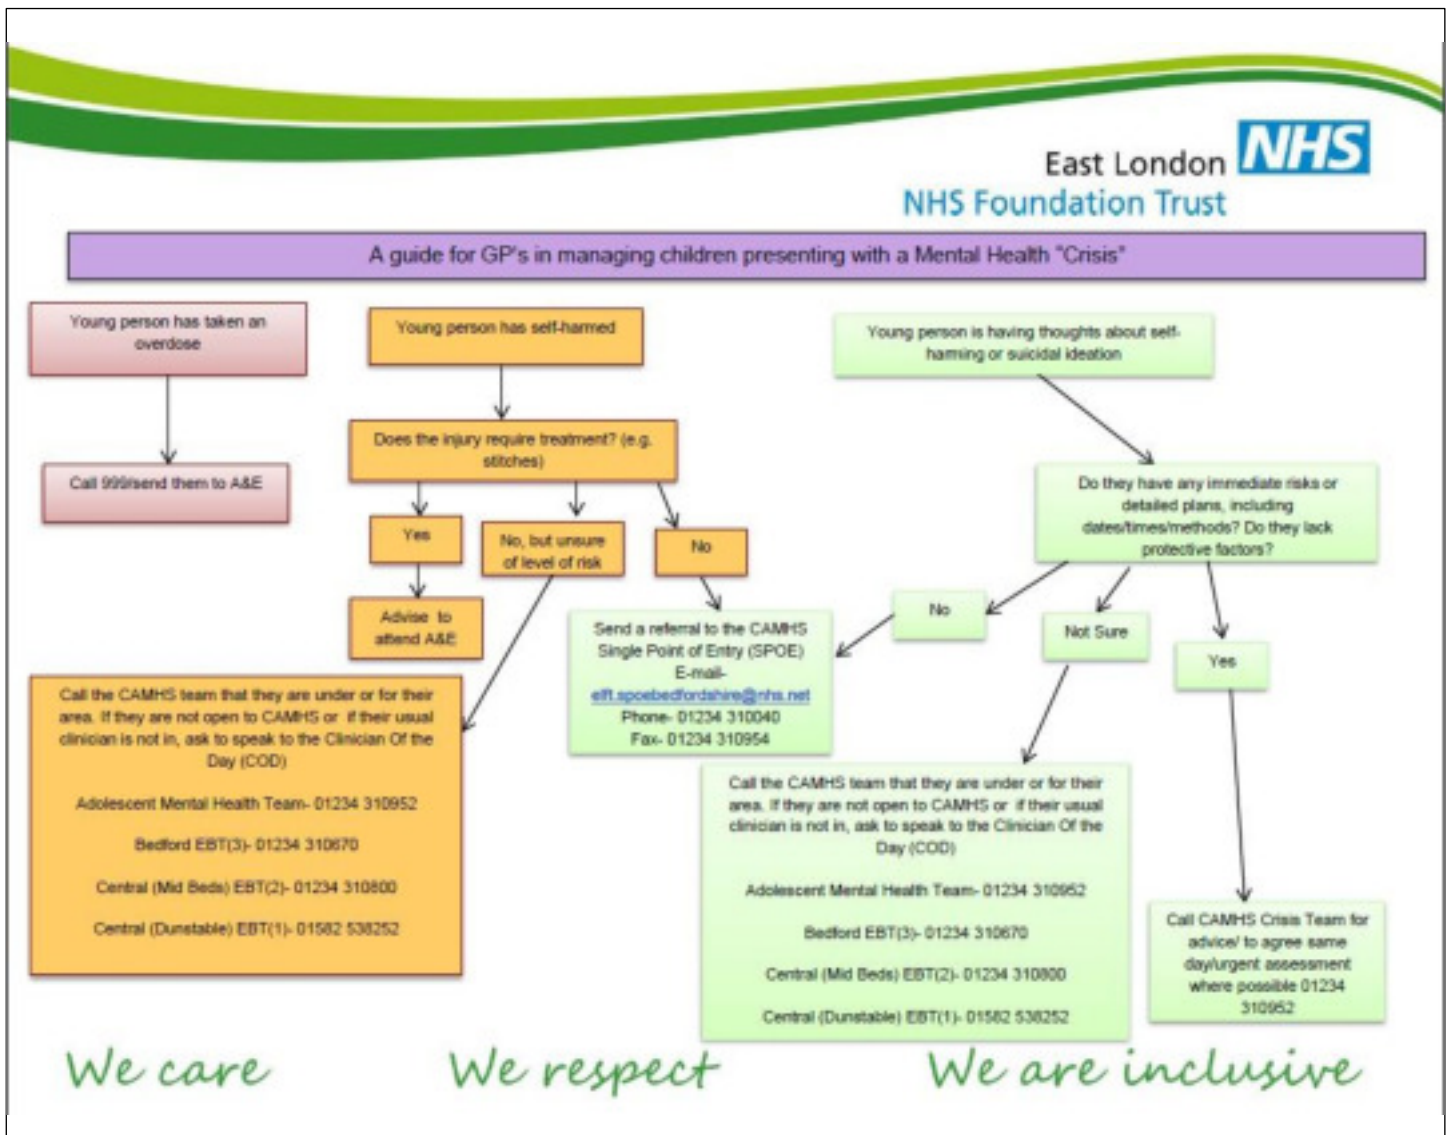 East London NHS
NHS Foundation Trust
A guide for GP's in managing children presenting with a Mental Health "Crisis"
Young person has taken an
overdose
Call 999/send them to A&E
Young person has self-harmed
Does the injury require treatment? (e.g.
stitches)
Yes
No, but unsure
of level of risk
No
Advise to
attend A&E
Call the CAMHS team that they are under or for their
area. If they are not open to CAMHS or if their usual
clinician is not in, ask to speak to the Clinician Of the
Day (COD)
Adolescent Mental Health Team- 01234 310952
Bedford EBT(3)- 01234 310670
Central (Mid Beds) EBT(2)- 01234 310800
Central (Dunstable) EBT(1)- 01582 538252
Send a referral to the CAMHS
Single Point of Entry (SPOE)
E-mail-
elft.spoebedfordshire@nhs.net
Phone- 01234 310040
Fax- 01234 310954
Young person is having thoughts about self-
harming or suicidal ideation
Do they have any immediate risks or
detailed plans, including
dates/times/methods? Do they lack
protective factors?
No
Not Sure
Yes
Call the CAMHS team that they are under or for their
area. If they are not open to CAMHS or if their usual
clinician is not in, ask to speak to the Clinician Of the
Day (COD)
Adolescent Mental Health Team- 01234 310952
Bedford EBT(3)- 01234 310670
Central (Mid Beds) EBT(2)- 01234 310800
Central (Dunstable) EBT(1)- 01582 538252
Call CAMHS Crisis Team for
advice/ to agree same
day/urgent assessment
where possible 01234
310952
We care
We respect
We are inclusive